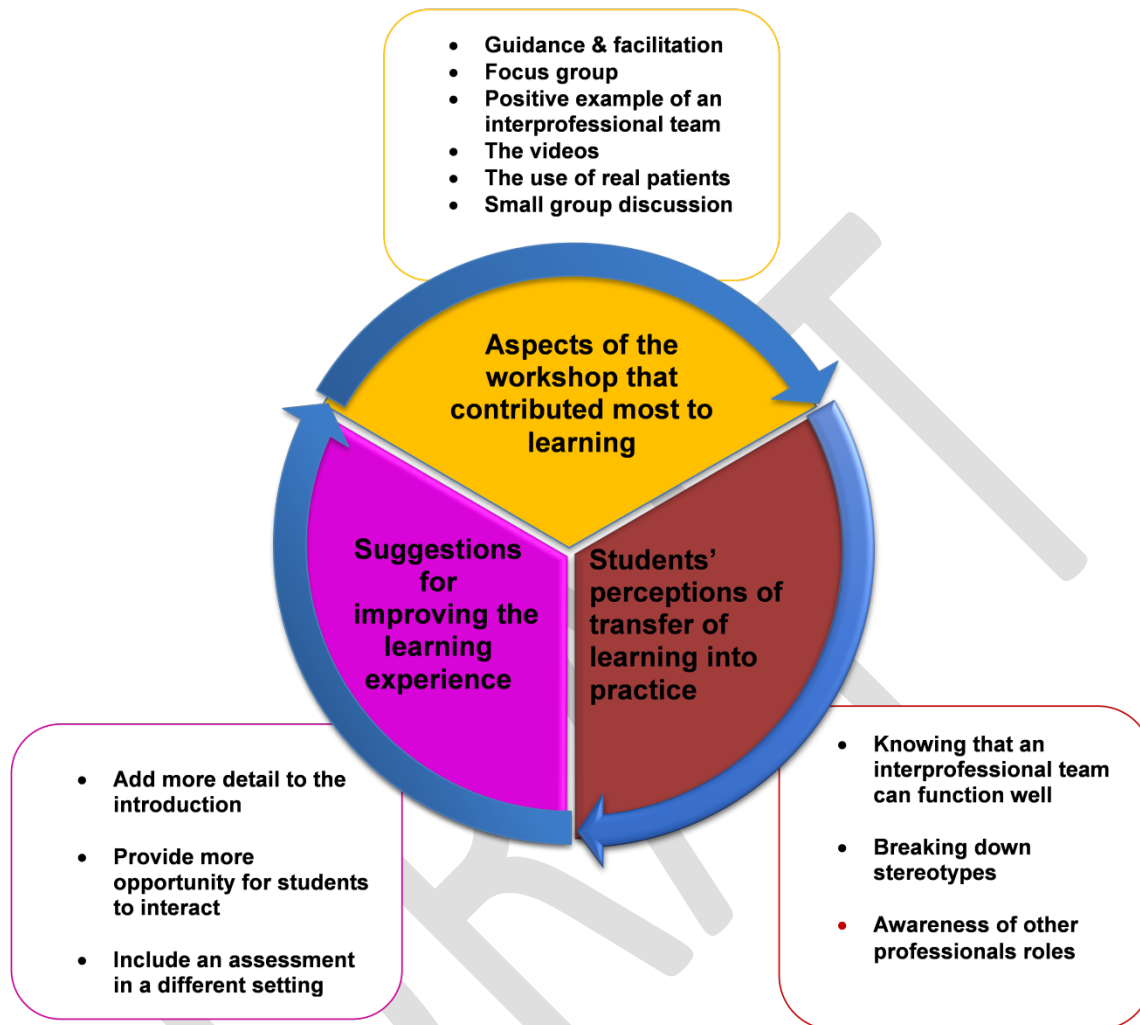 • Guidance & facilitation
• Focus group
• Positive example of an
interprofessional team
• The videos
• The use of real patients
• Small group discussion
Aspects of the
workshop that
contributed most to
learning
Suggestions
for
improving the
learning
experience
Students’
perceptions of
transfer of
learning into
practice
• Add more detail to the
introduction
• Provide more
opportunity for students
to interact
• Include an assessment
in a different setting
• Knowing that an
interprofessional team
can function well
• Breaking down
stereotypes
• Awareness of other
professionals roles